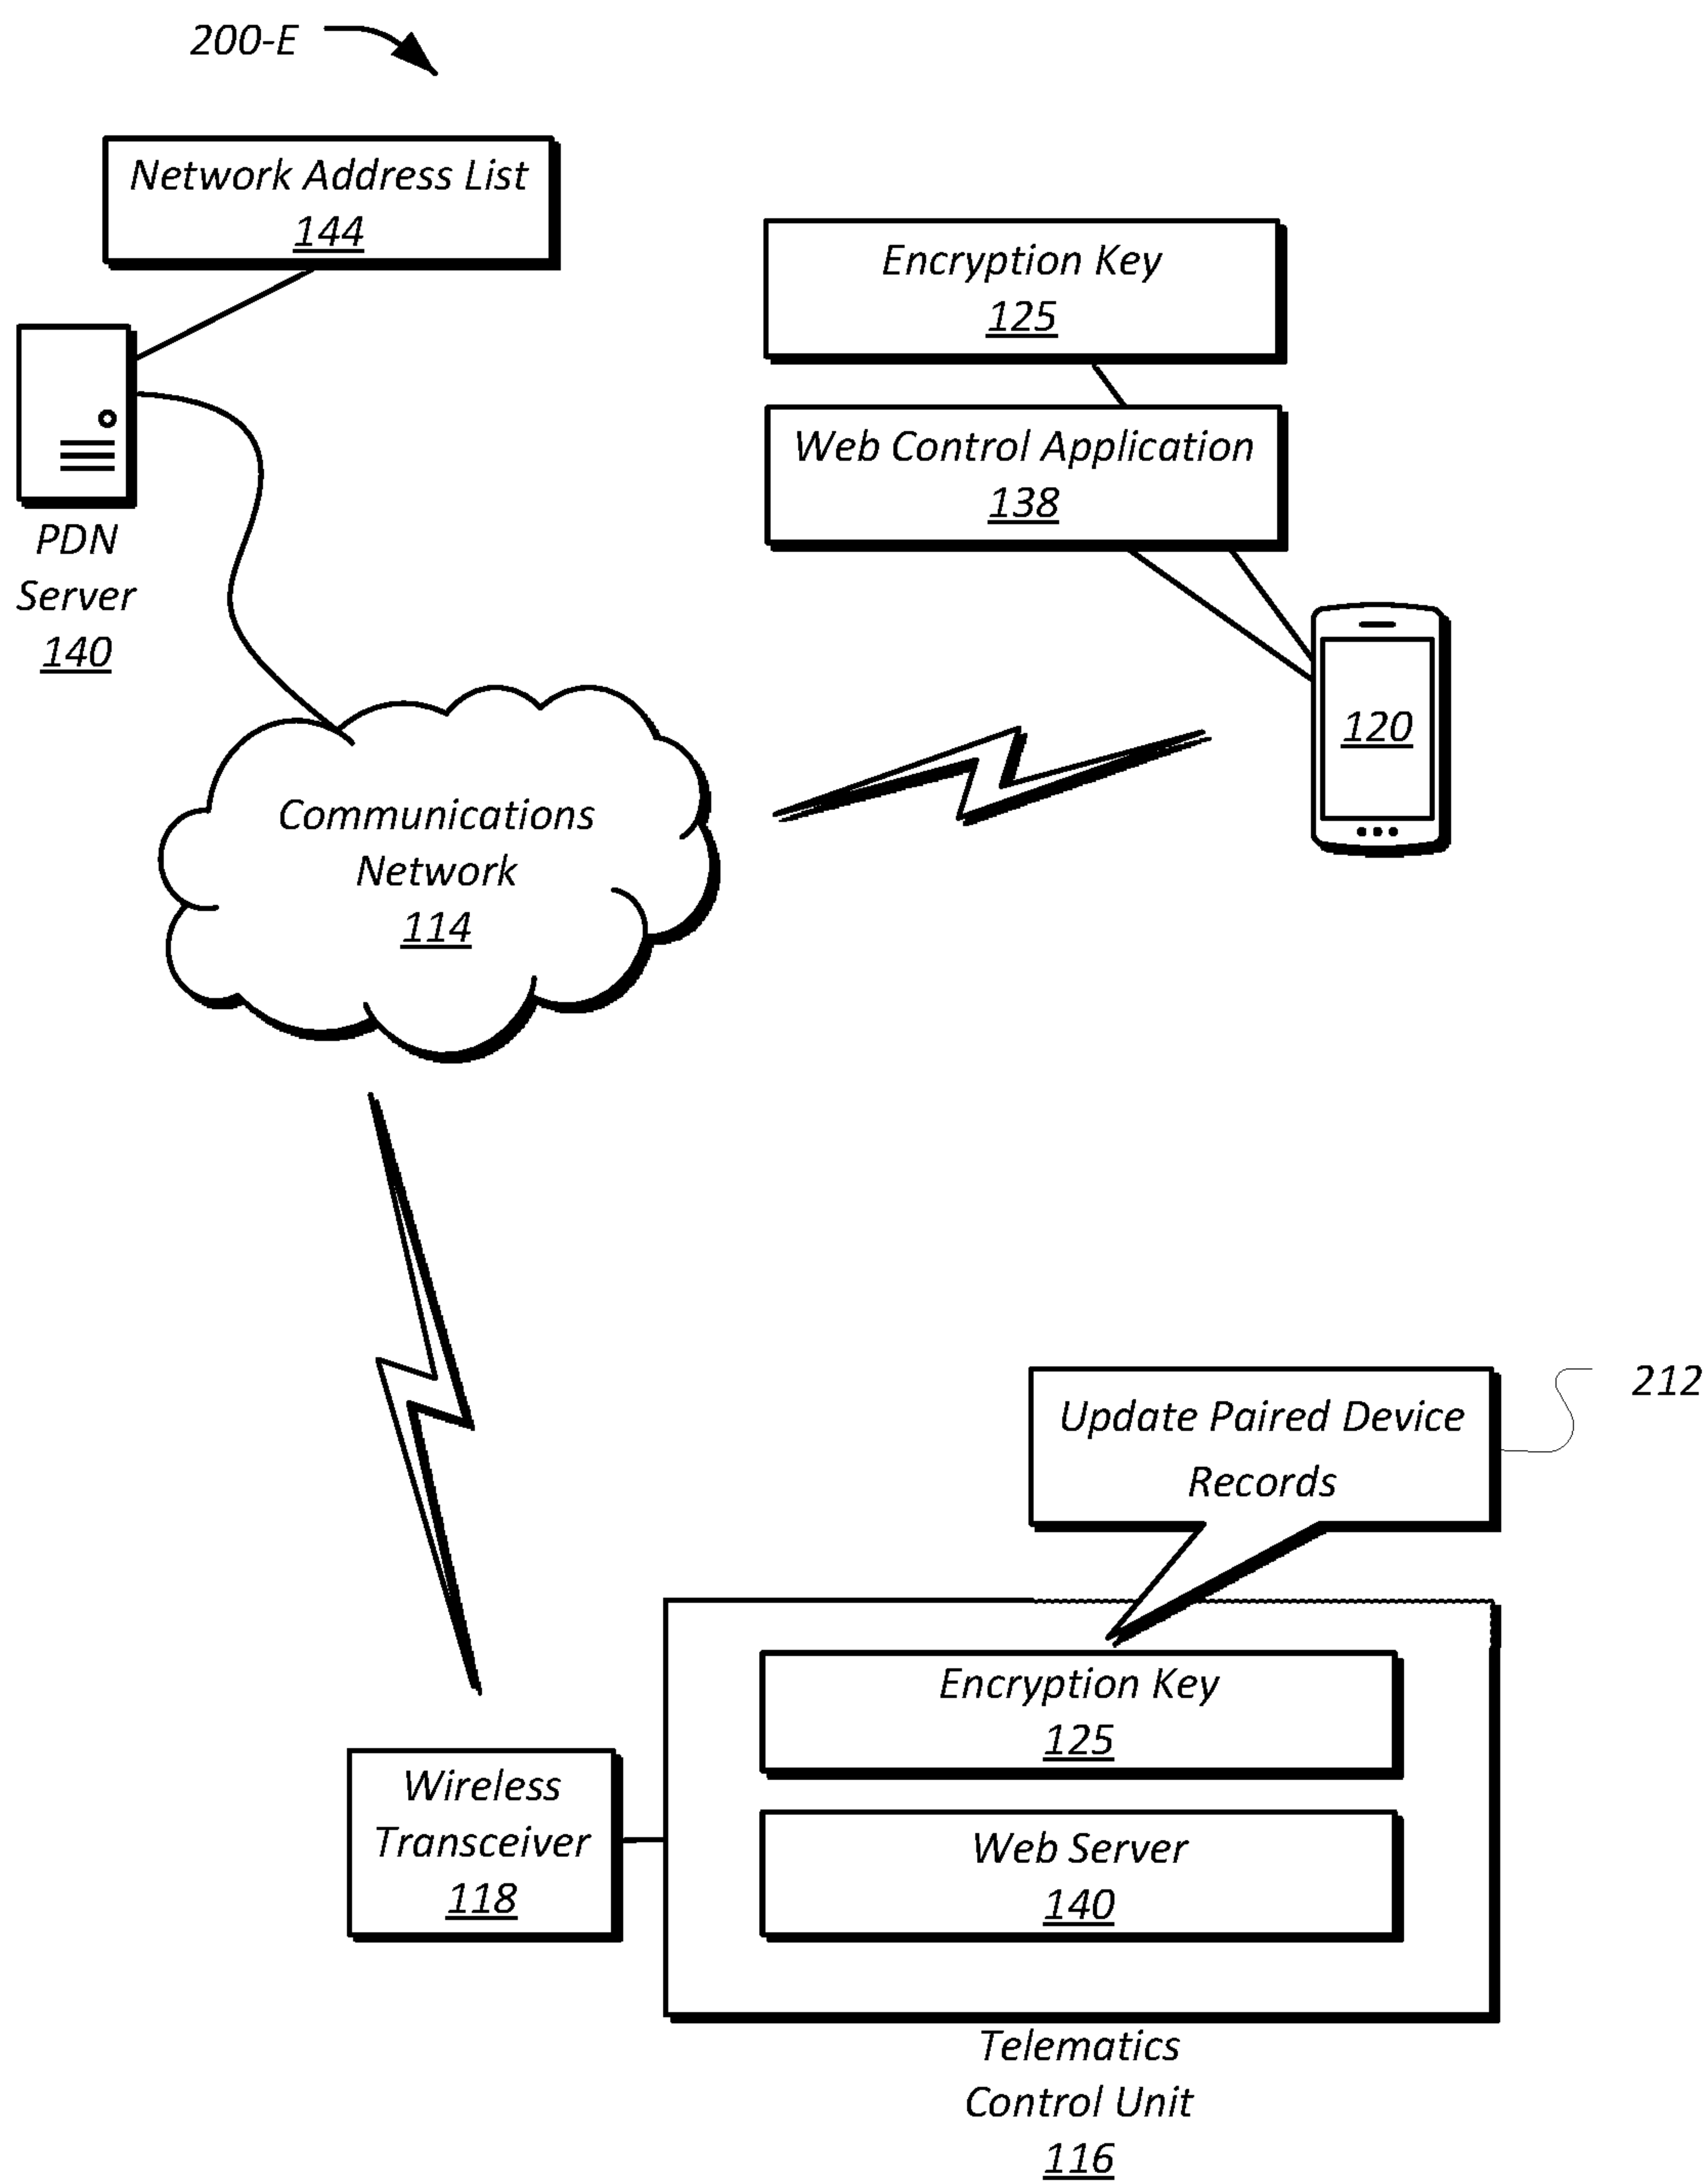 200-E
Network Address List
144
Encryption Key
125
Web Control Application
138
PDN
Server
140
120
Communications
Network
114
212
Update Paired Device
Records
Encryption Key
125
Wireless
Transceiver
118
Web Server
140
Telematics
Control Unit
116